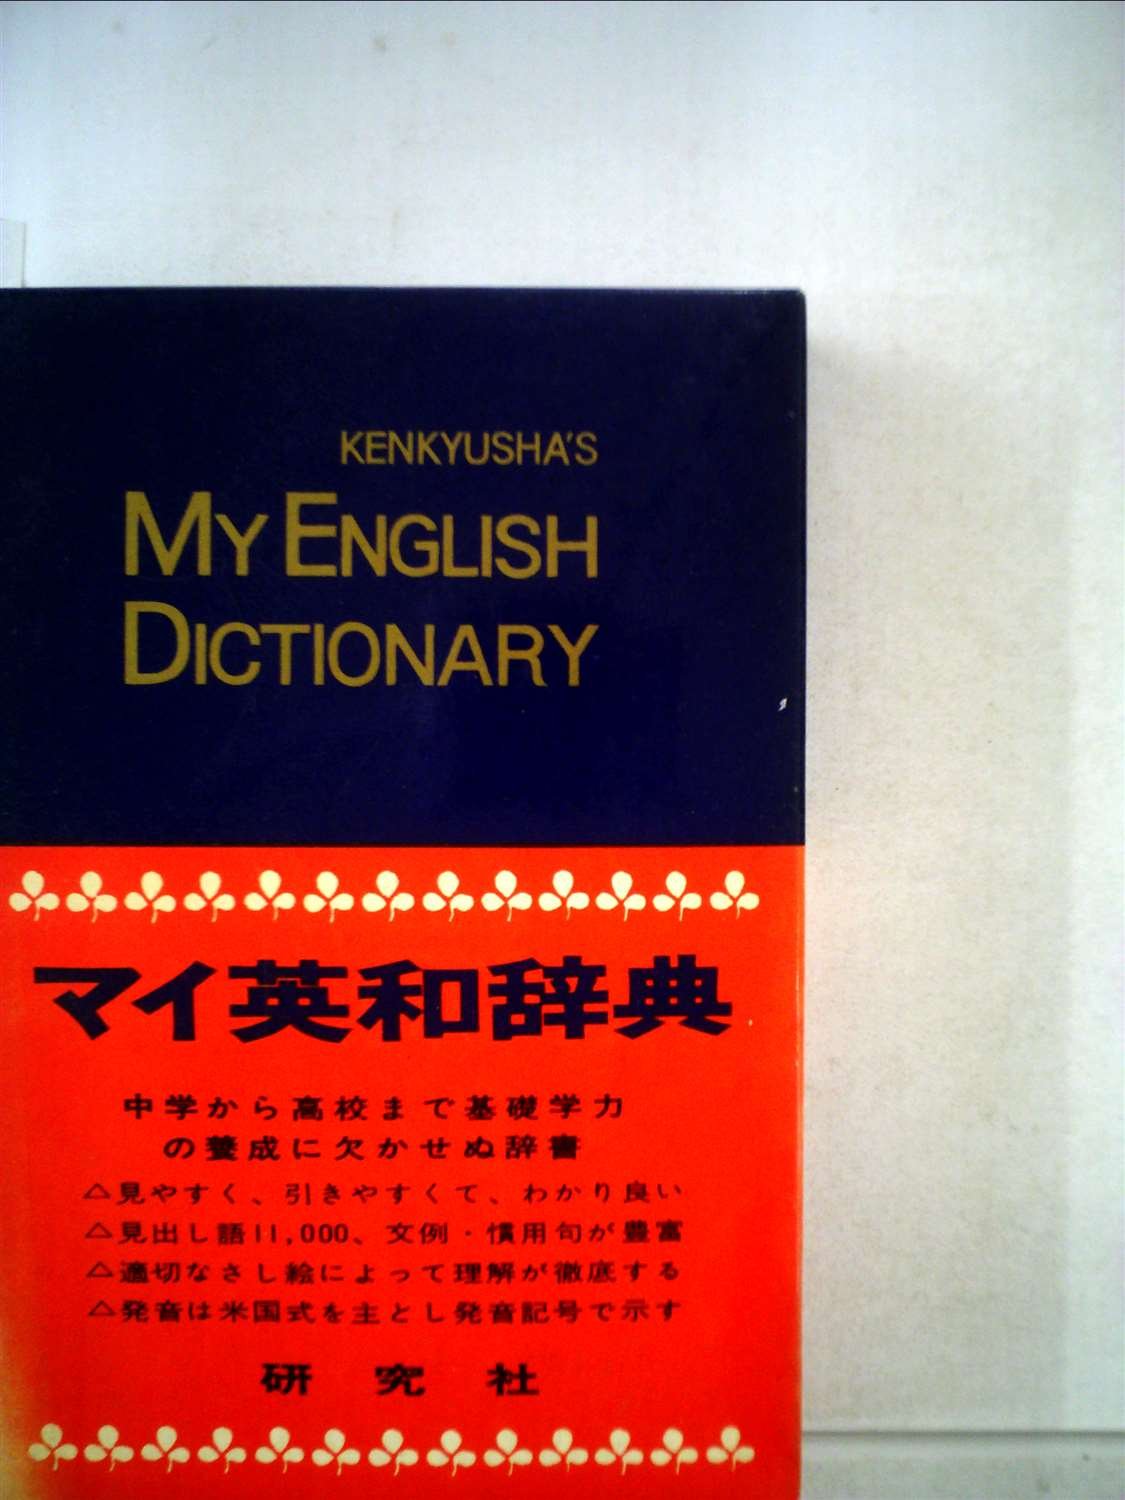 KENKYUSHA'S
MY ENGLISH
DICTIONARY
マイ英和辞典
中学から高校まで基礎学力
の養成に欠かせぬ辞書
△見やすく、引きやすくて、わかり良い
△見出し語11,000、文例・慣用句が豊富
△適切なさし絵によって理解が徹底する
△発音は米国式を主とし発音記号で示す
研究社